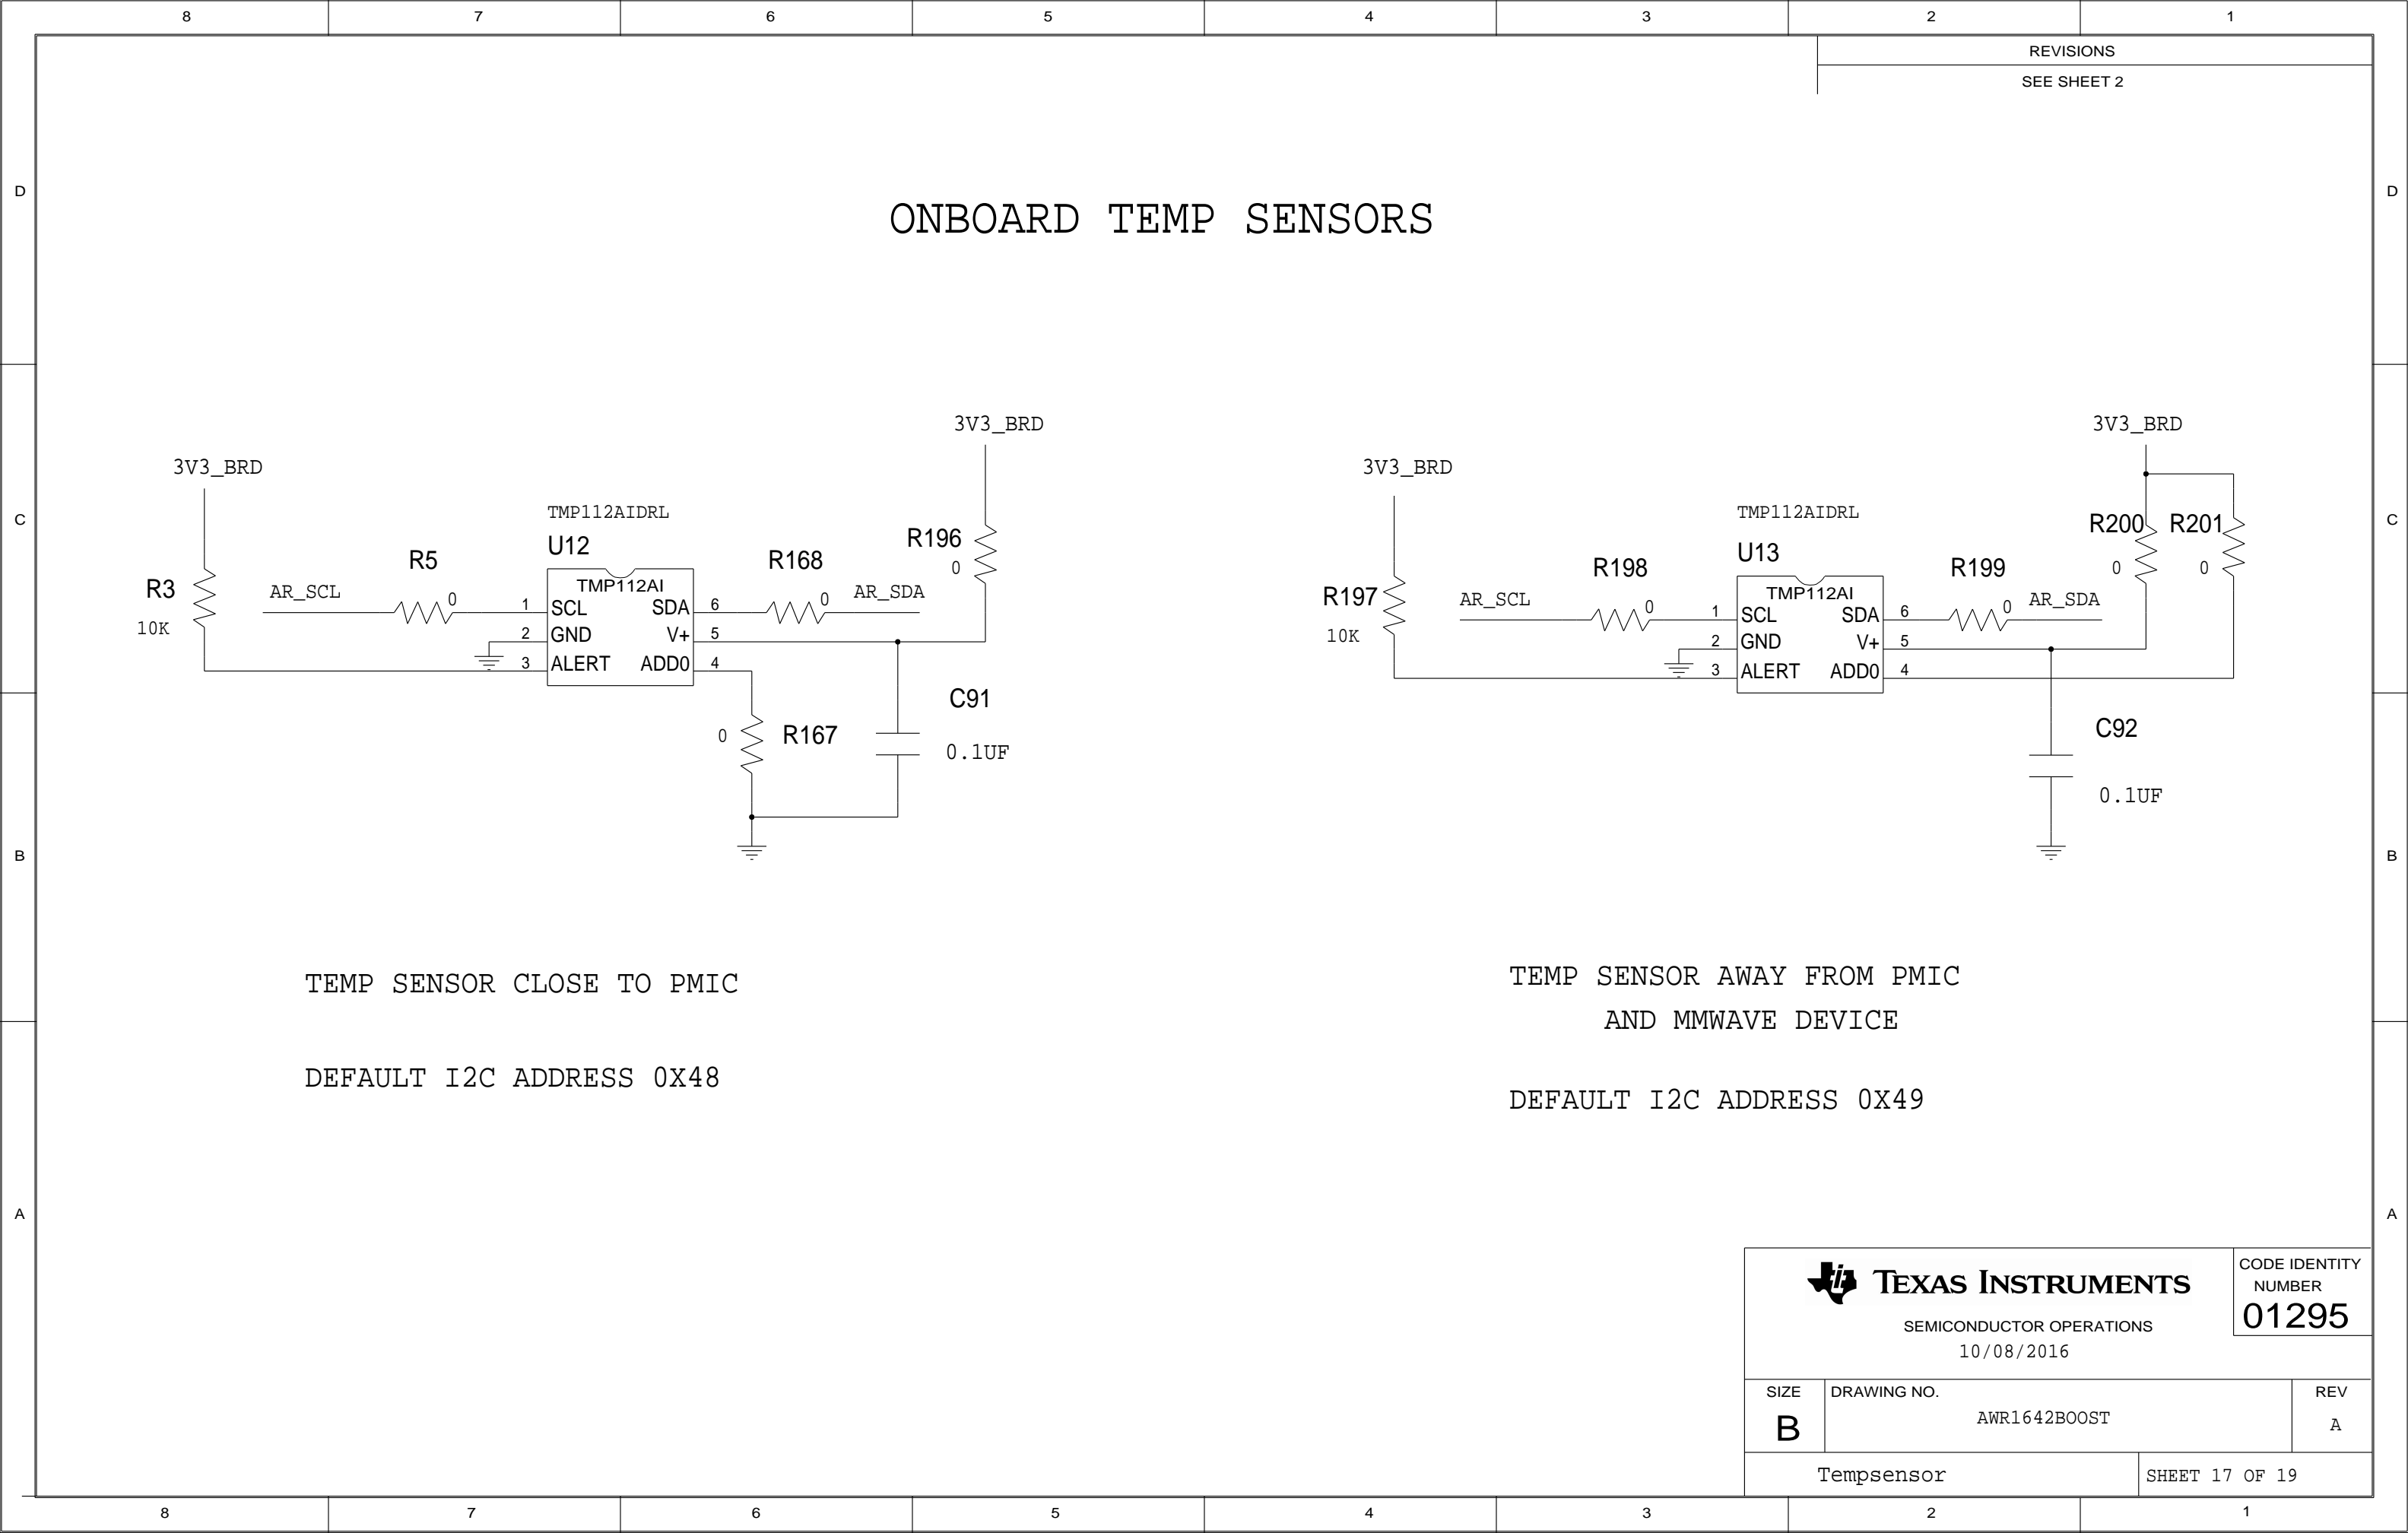 8 7 6 5 4 3 2 1
REVISIONS
SEE SHEET 2
D D
ONBOARD TEMP SENSORS
3V3_BRD
3V3_BRD
TMP112AIDRL
U12
TMP112AI
R3
10K
AR_SCL
R5
0
1 SCL
2 GND
3 ALERT
SDA 6
V+ 5
ADD0 4
R168
0
AR_SDA
R196
0
0
R167
C91
0.1UF
3V3_BRD
3V3_BRD
TMP112AIDRL
U13
TMP112AI
R197
10K
AR_SCL
R198
0
1 SCL
2 GND
3 ALERT
SDA 6
V+ 5
ADD0 4
R199
0
AR_SDA
R200
0
R201
0
C92
0.1UF
C C
B B
TEMP SENSOR CLOSE TO PMIC
DEFAULT I2C ADDRESS 0X48
TEMP SENSOR AWAY FROM PMIC
AND MMWAVE DEVICE
DEFAULT I2C ADDRESS 0X49
A A
TEXAS INSTRUMENTS
SEMICONDUCTOR OPERATIONS
10/08/2016
CODE IDENTITY
NUMBER
01295
SIZE
B
DRAWING NO.
AWR1642BOOST
REV
A
Tempsensor
SHEET 17 OF 19
8 7 6 5 4 3 2 1